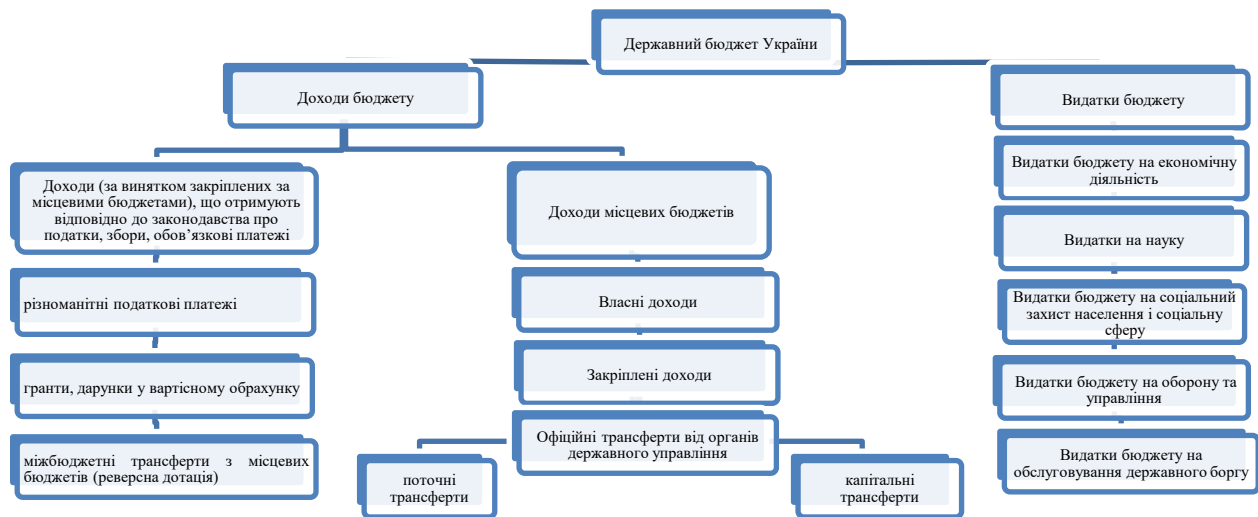 Державний бюджет України
Доходи бюджету
Видатки бюджету
Доходи (за винятком закріплених за
місцевими бюджетами), що отримують
відповідно до законодавства про
податки, збори, обов’язкові платежі
різноманітні податкові платежі
гранти, дарунки у вартісному обрахунку
міжбюджетні трансферти з місцевих
бюджетів (реверсна дотація)
Доходи місцевих бюджетів
Власні доходи
Закріплені доходи
Офіційні трансферти від органів
державного управління
поточні
трансферти
капітальні
трансферти
Видатки бюджету на економічну
діяльність
Видатки на науку
Видатки бюджету на соціальний
захист населення і соціальну
сферу
Видатки бюджету на оборону та
управління
Видатки бюджету на
обслуговування державного боргу